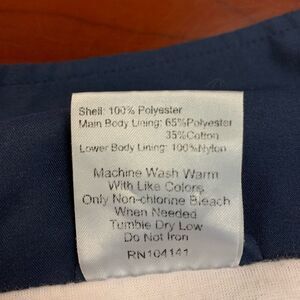 Shell: 100% Polyester
Main Body Lining: 65%Polyester
35%Cotton
Lower Body Lining: 100%Nylon
Machine Wash Warm
With Like Colors,
Only Non-chlorine Bleach
When Needed
Tumble Dry Low
Do Not Iron
RN104141